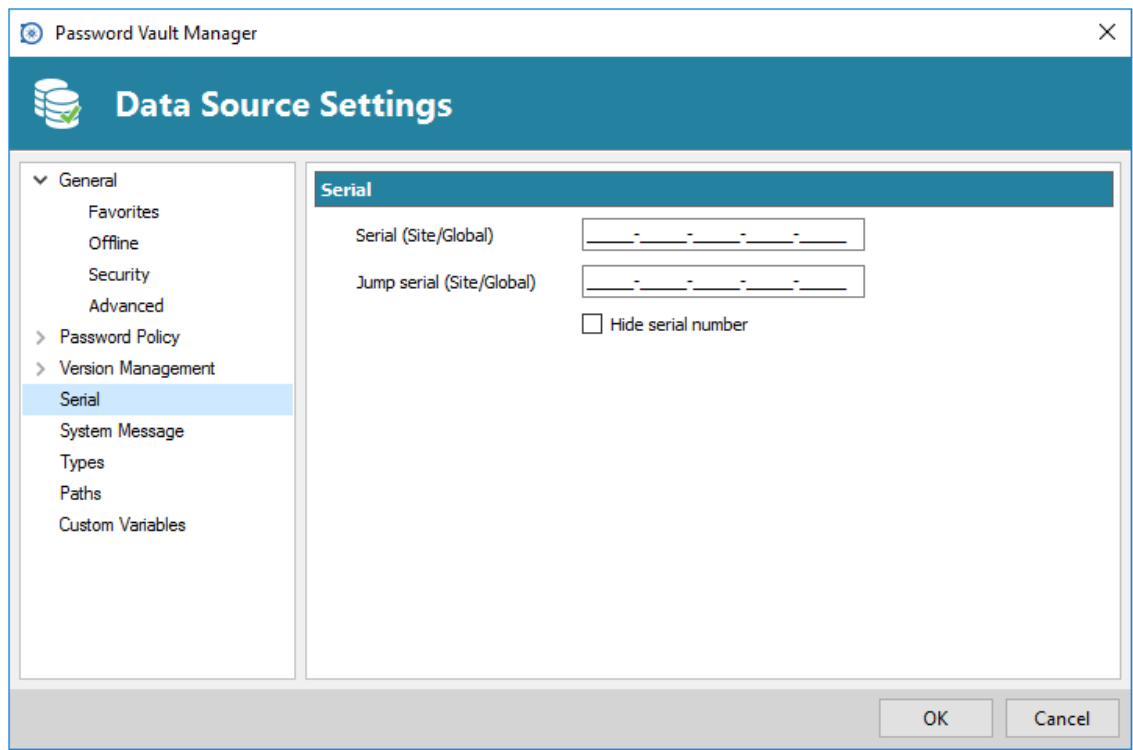 Password Vault Manager
Data Source Settings
General
Favorites
Offline
Security
Advanced
Password Policy
Version Management
Serial
System Message
Types
Paths
Custom Variables
Serial
Serial (Site/Global) _____-_____-_____-_____-_____
Jump serial (Site/Global) _____-_____-_____-_____-_____
Hide serial number
OK Cancel